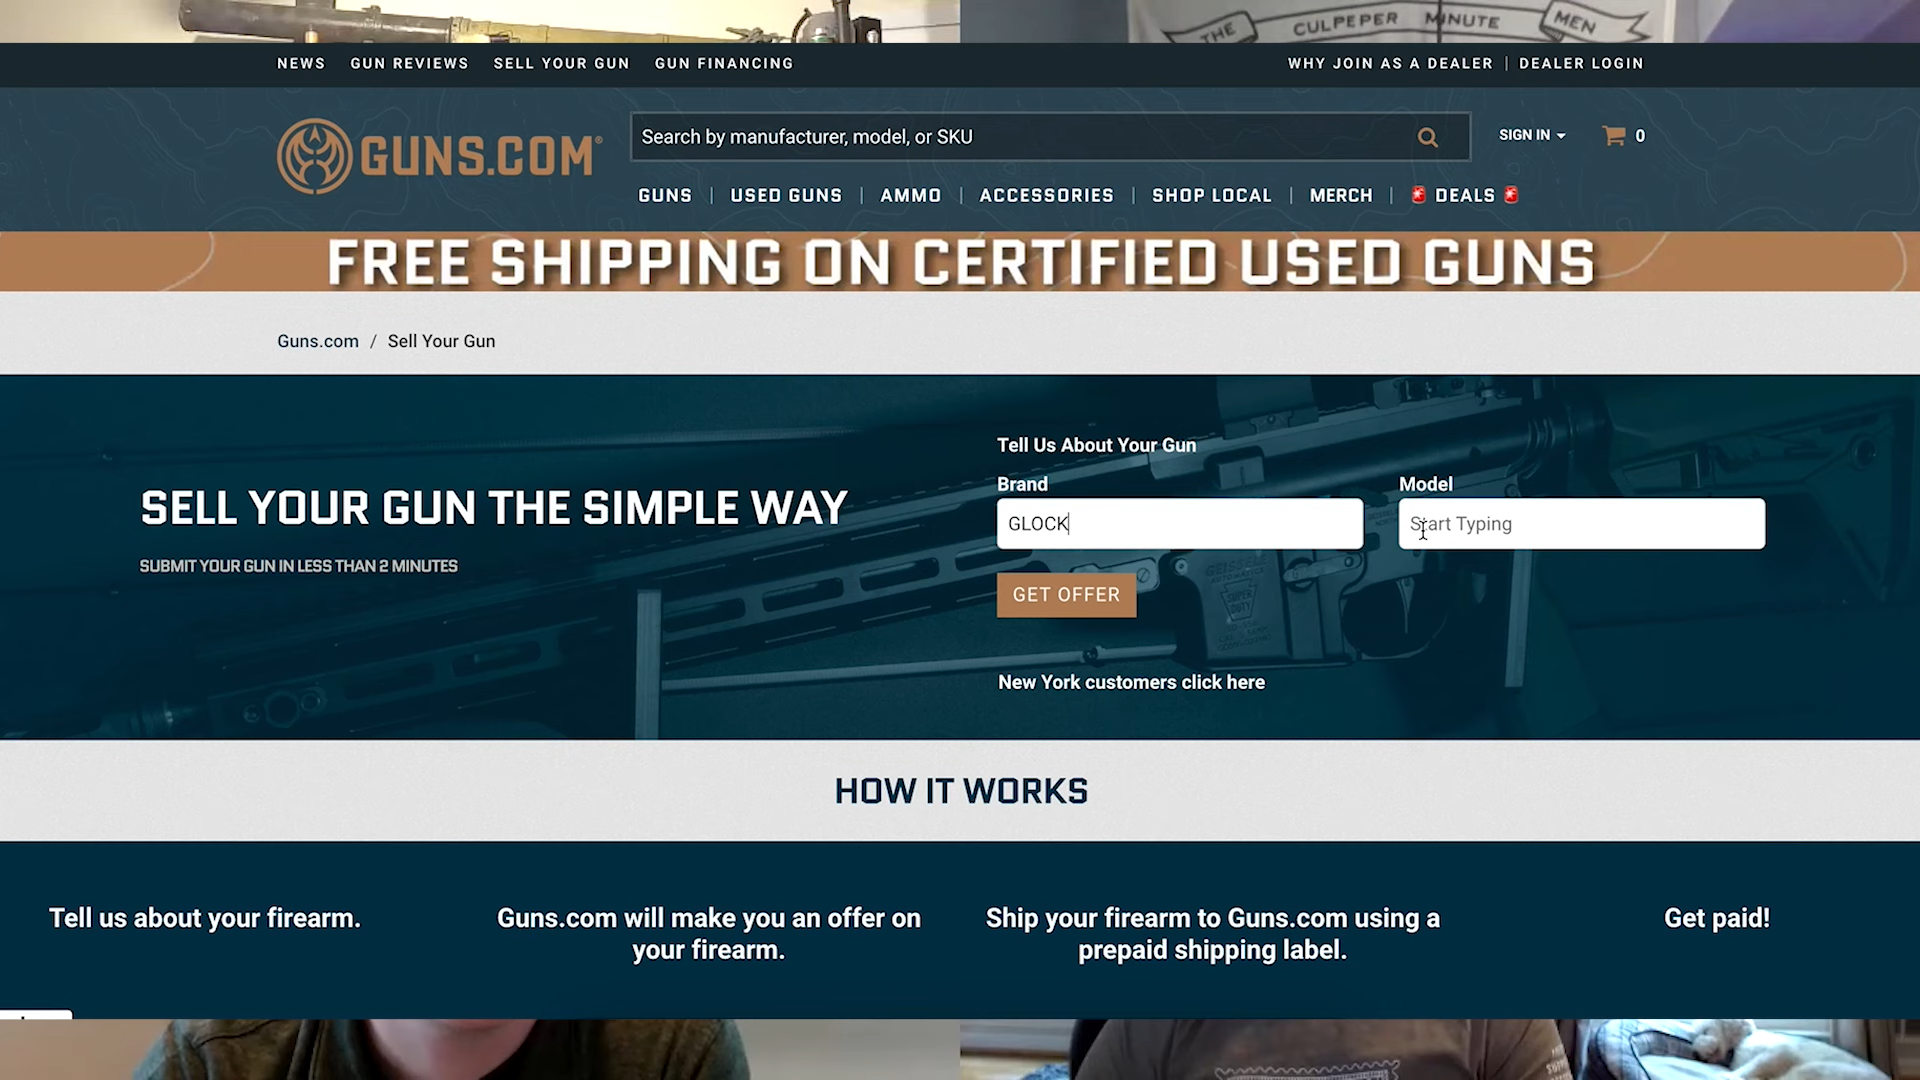 THE CULPEPER MINUTE MEN
NEWS GUN REVIEWS SELL YOUR GUN GUN FINANCING
WHY JOIN AS A DEALER | DEALER LOGIN
GUNS.COM®
Search by manufacturer, model, or SKU
SIGN IN
0
GUNS | USED GUNS | AMMO | ACCESSORIES | SHOP LOCAL | MERCH | 🚨 DEALS 🚨
FREE SHIPPING ON CERTIFIED USED GUNS
Guns.com / Sell Your Gun
Tell Us About Your Gun
Brand
Model
GLOCK
Start Typing
SELL YOUR GUN THE SIMPLE WAY
SUBMIT YOUR GUN IN LESS THAN 2 MINUTES
GET OFFER
GEISSELE
AUTOMATICS
SUPER
DUTY
New York customers click here
HOW IT WORKS
Tell us about your firearm.
Guns.com will make you an offer on
your firearm.
Ship your firearm to Guns.com using a
prepaid shipping label.
Get paid!